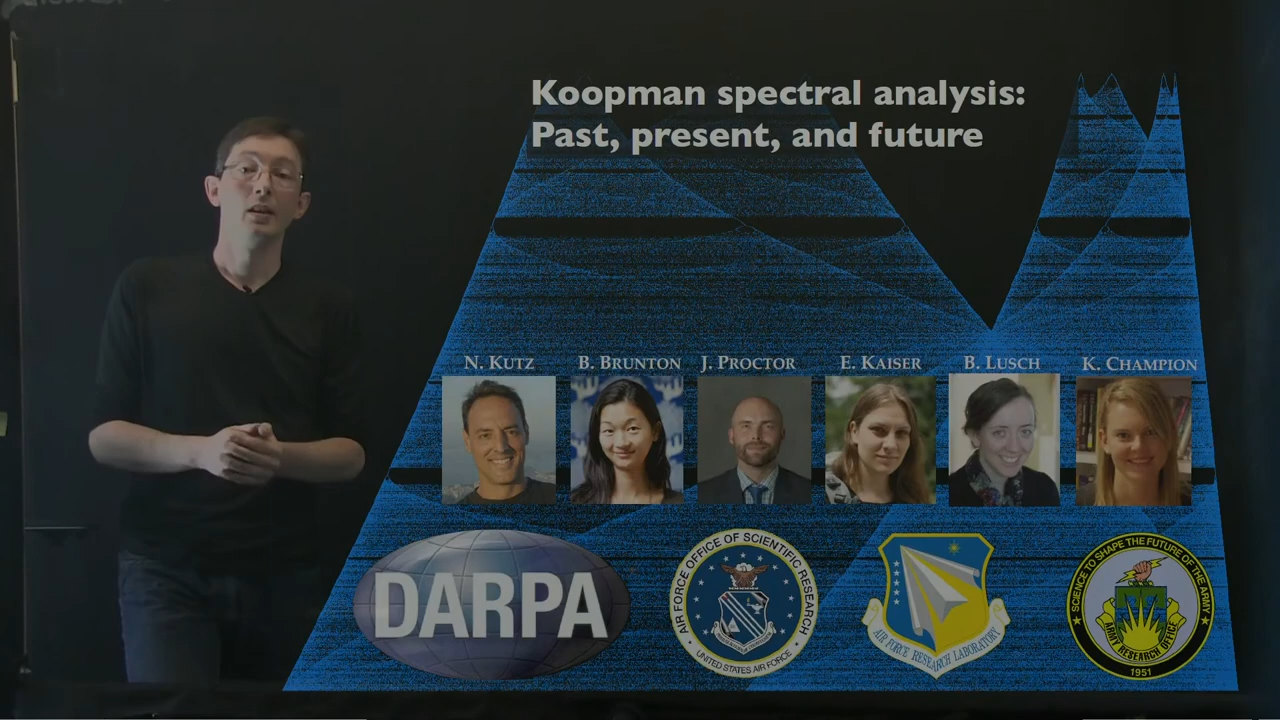 Koopman spectral analysis:
Past, present, and future
N. KUTZ
B. BRUNTON
J. PROCTOR
E. KAISER
B. LUSCH
K. CHAMPION
DARPA
AIR FORCE OFFICE OF SCIENTIFIC RESEARCH
UNITED STATES AIR FORCE
AIR FORCE RESEARCH LABORATORY
SCIENCE TO SHAPE THE FUTURE OF THE ARMY
ARMY RESEARCH OFFICE
1951